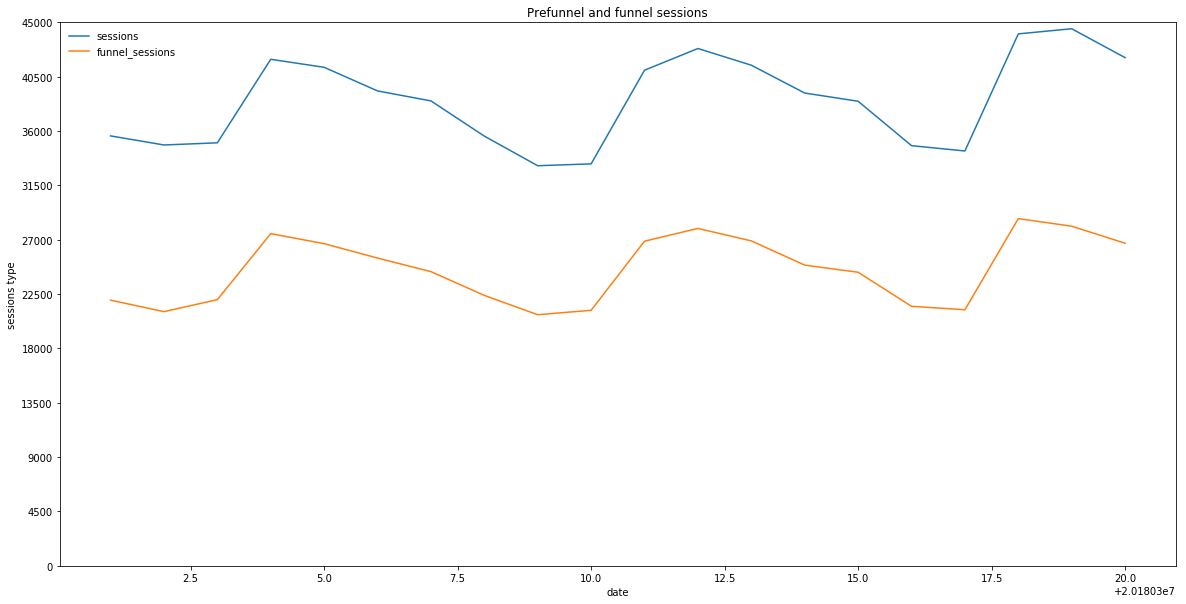 Prefunnel and funnel sessions
sessions
funnel_sessions
45000
40500
36000
31500
27000
22500
18000
13500
9000
4500
0
sessions type
2.5 5.0 7.5 10.0 12.5 15.0 17.5 20.0
date
+2.01803e7